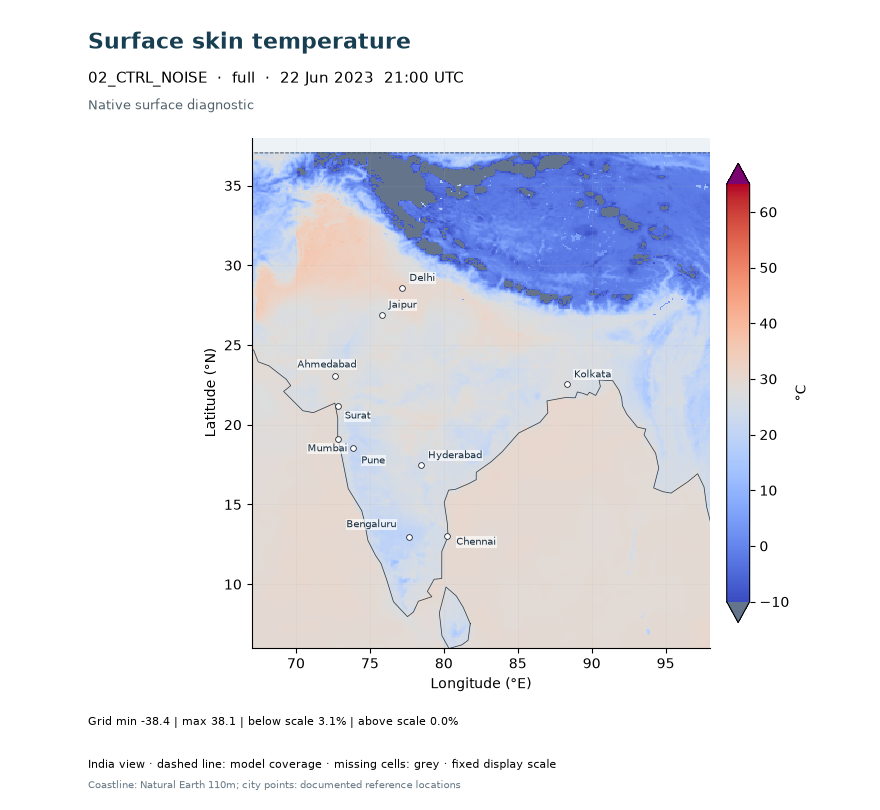 Surface skin temperature
02_CTRL_NOISE · full · 22 Jun 2023 21:00 UTC
Native surface diagnostic
35
30
25
20
15
10
Latitude (°N)
Delhi
Jaipur
Ahmedabad
Kolkata
Surat
Mumbai
Pune
Hyderabad
Bengaluru
Chennai
70
75
80
85
90
95
Longitude (°E)
60
50
40
30
20
10
0
−10
°C
Grid min -38.4 | max 38.1 | below scale 3.1% | above scale 0.0%
India view · dashed line: model coverage · missing cells: grey · fixed display scale
Coastline: Natural Earth 110m; city points: documented reference locations